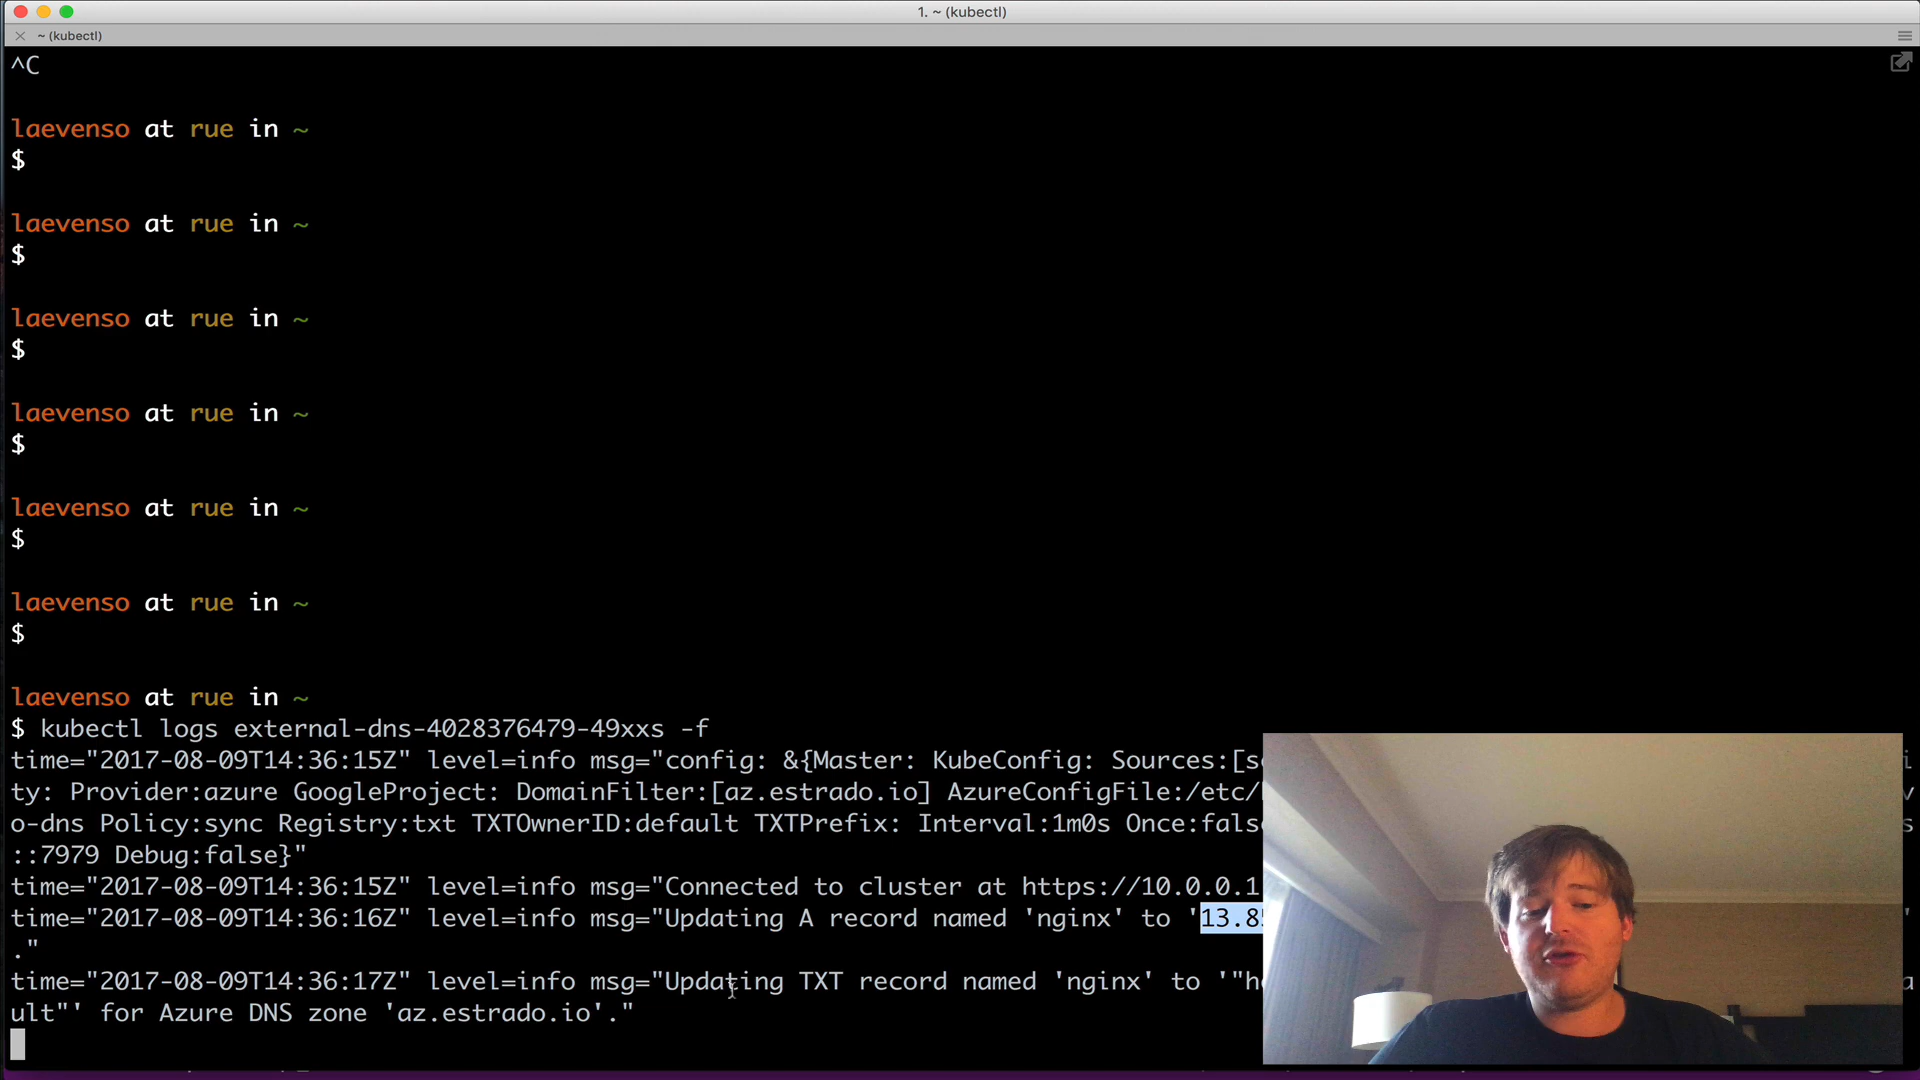 1. ~ (kubectl)
~ (kubectl)
^C
laevenso at rue in ~
$
laevenso at rue in ~
$
laevenso at rue in ~
$
laevenso at rue in ~
$
laevenso at rue in ~
$
laevenso at rue in ~
$
laevenso at rue in ~
$ kubectl logs external-dns-4028376479-49xxs -f
time="2017-08-09T14:36:15Z" level=info msg="config: &{Master: KubeConfig: Sources:[s
ty: Provider:azure GoogleProject: DomainFilter:[az.estrado.io] AzureConfigFile:/etc/
o-dns Policy:sync Registry:txt TXTOwnerID:default TXTPrefix: Interval:1m0s Once:false
::7979 Debug:false}"
time="2017-08-09T14:36:15Z" level=info msg="Connected to cluster at https://10.0.0.1
time="2017-08-09T14:36:16Z" level=info msg="Updating A record named 'nginx' to '13.85
."
time="2017-08-09T14:36:17Z" level=info msg="Updating TXT record named 'nginx' to '"he
ult"' for Azure DNS zone 'az.estrado.io'."